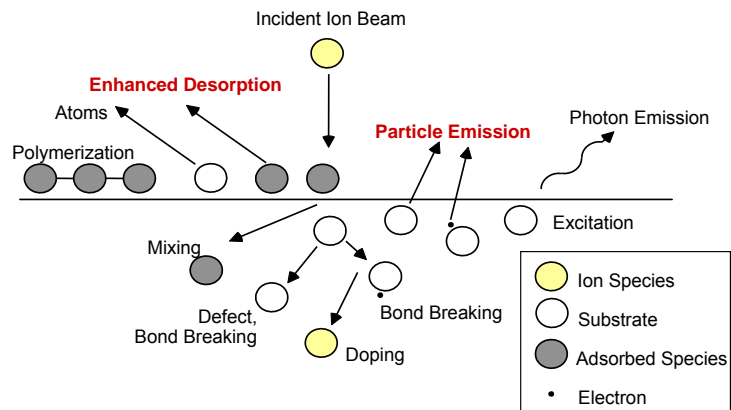 Incident Ion Beam
Enhanced Desorption
Atoms
Particle Emission
Photon Emission
Polymerization
Excitation
Mixing
Defect,
Bond Breaking
Bond Breaking
Doping
Ion Species
Substrate
Adsorbed Species
Electron